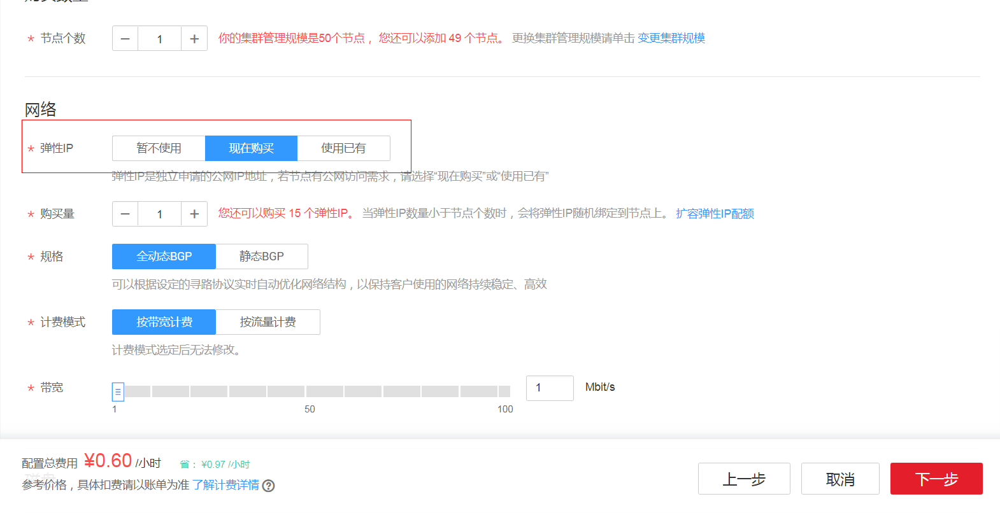 节点个数 － 1 ＋ 你的集群管理规模是50个节点，您还可以添加 49 个节点。 更换集群管理规模请单击 变更集群规模
网络
弹性IP 暂不使用 现在购买 使用已有
弹性IP是独立申请的公网IP地址，若节点有公网访问需求，请选择“现在购买”或“使用已有”
购买量 － 1 ＋ 您还可以购买 15 个弹性IP。 当弹性IP数量小于节点个数时，会将弹性IP随机绑定到节点上。 扩容弹性IP配额
规格 全动态BGP 静态BGP
可以根据设定的寻路协议实时自动优化网络结构，以保持客户使用的网络持续稳定、高效
计费模式 按带宽计费 按流量计费
计费模式选定后无法修改。
带宽 1 Mbit/s
1 50 100
配置总费用 ¥0.60 /小时 省：¥0.97 /小时
参考价格，具体扣费请以账单为准 了解计费详情 ?
上一步 取消 下一步